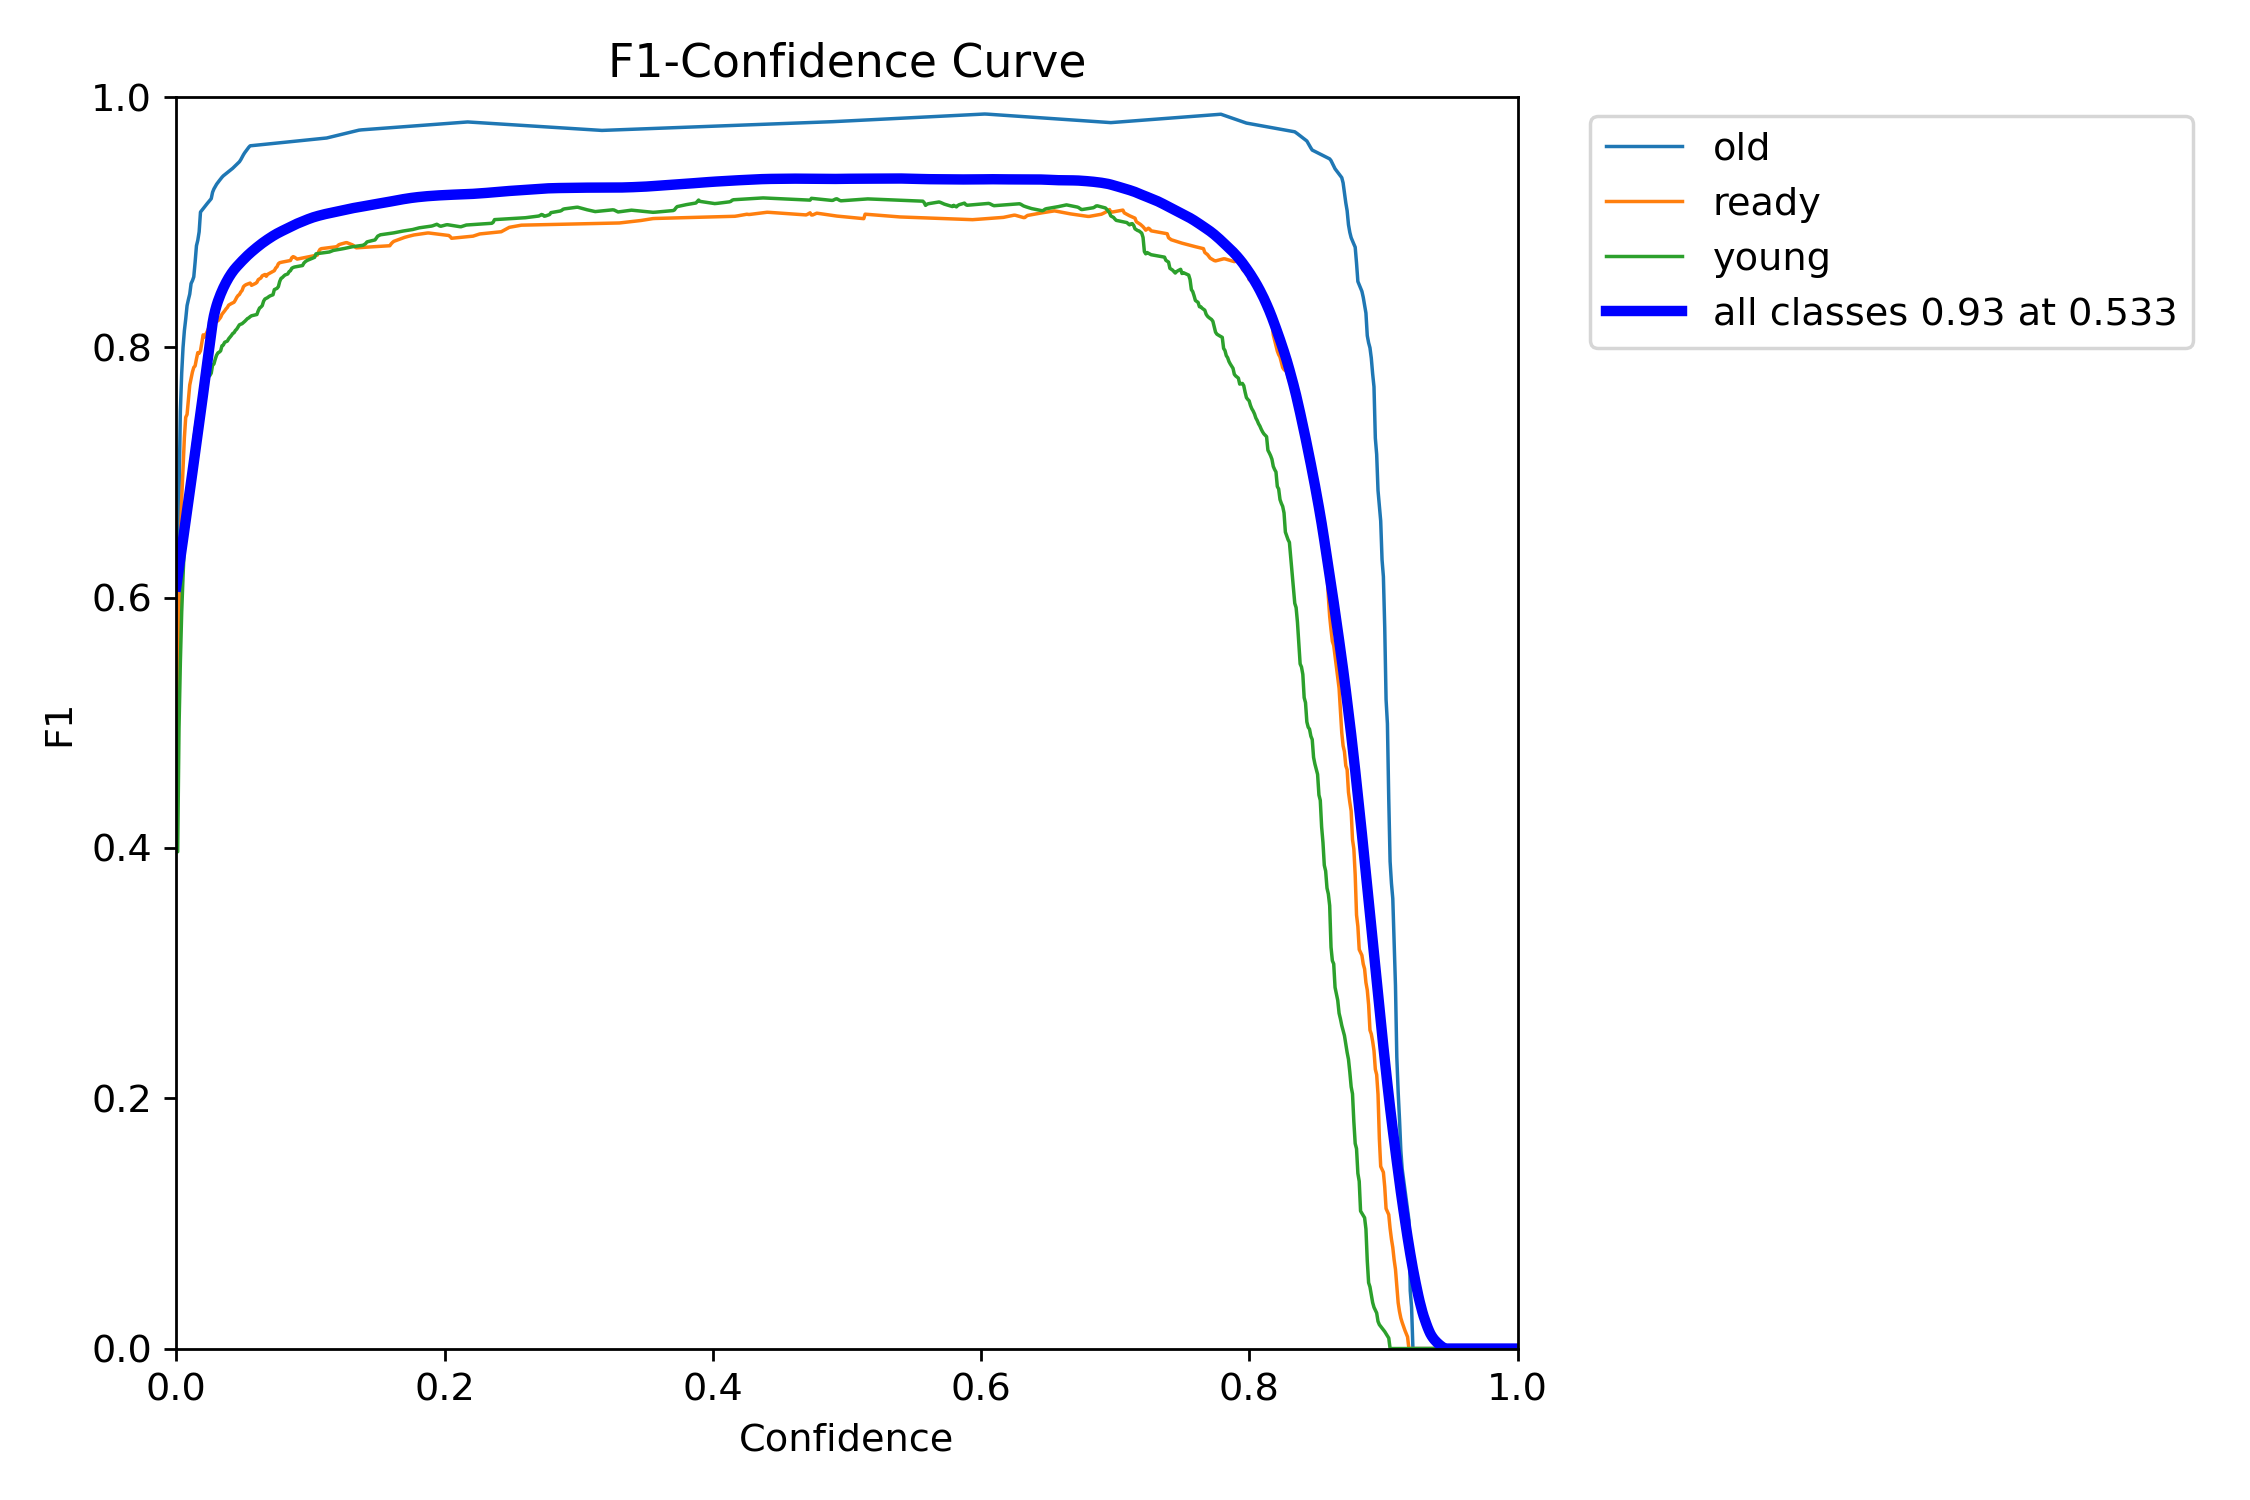 F1-Confidence Curve
1.0
0.8
0.6
0.4
0.2
0.0
F1
0.0 0.2 0.4 0.6 0.8 1.0
Confidence
old
ready
young
all classes 0.93 at 0.533